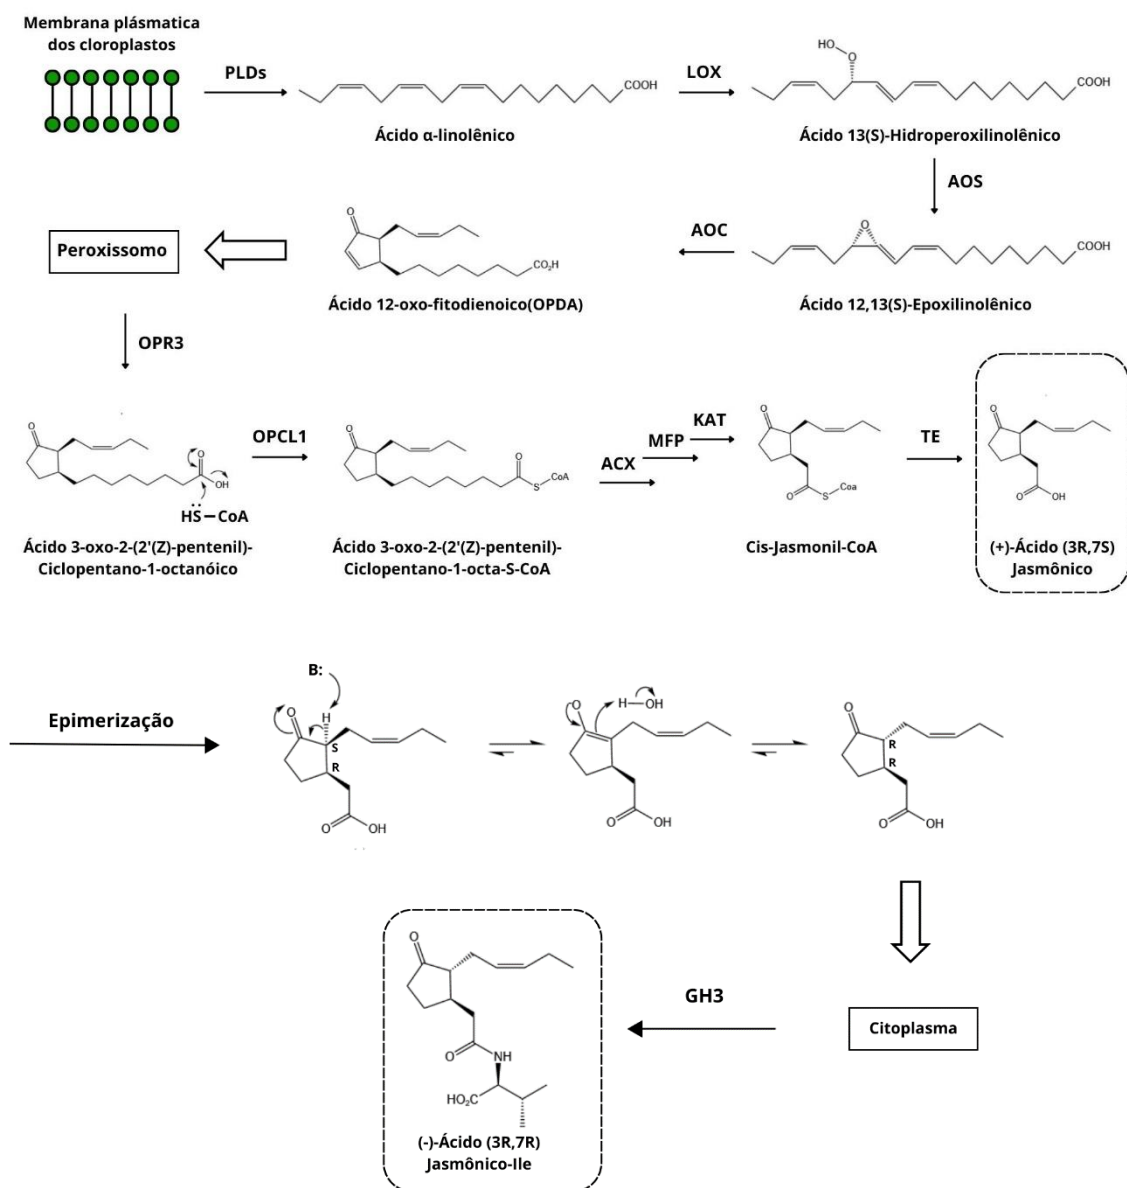 Membrana plásmatica
dos cloroplastos
PLDs
COOH
Ácido α-linolênico
LOX
HO
O
COOH
Ácido 13(S)-Hidroperoxilinolênico
AOS
O
COOH
Ácido 12,13(S)-Epoxilinolênico
AOC
O
CO₂H
Ácido 12-oxo-fitodienoico(OPDA)
Peroxissomo
OPR3
O
O
OH
HS–CoA
Ácido 3-oxo-2-(2'(Z)-pentenil)-
Ciclopentano-1-octanóico
OPCL1
O
O
S
CoA
Ácido 3-oxo-2-(2'(Z)-pentenil)-
Ciclopentano-1-octa-S-CoA
ACX
MFP
KAT
O
O
S
Coa
Cis-Jasmonil-CoA
TE
O
O
OH
(+)-Ácido (3R,7S)
Jasmônico
Epimerização
B:
O
H
S
R
O
OH
O
H
OH
O
OH
O
R
R
O
OH
Citoplasma
GH3
O
O
NH
HO₂C
(-)-Ácido (3R,7R)
Jasmônico-Ile